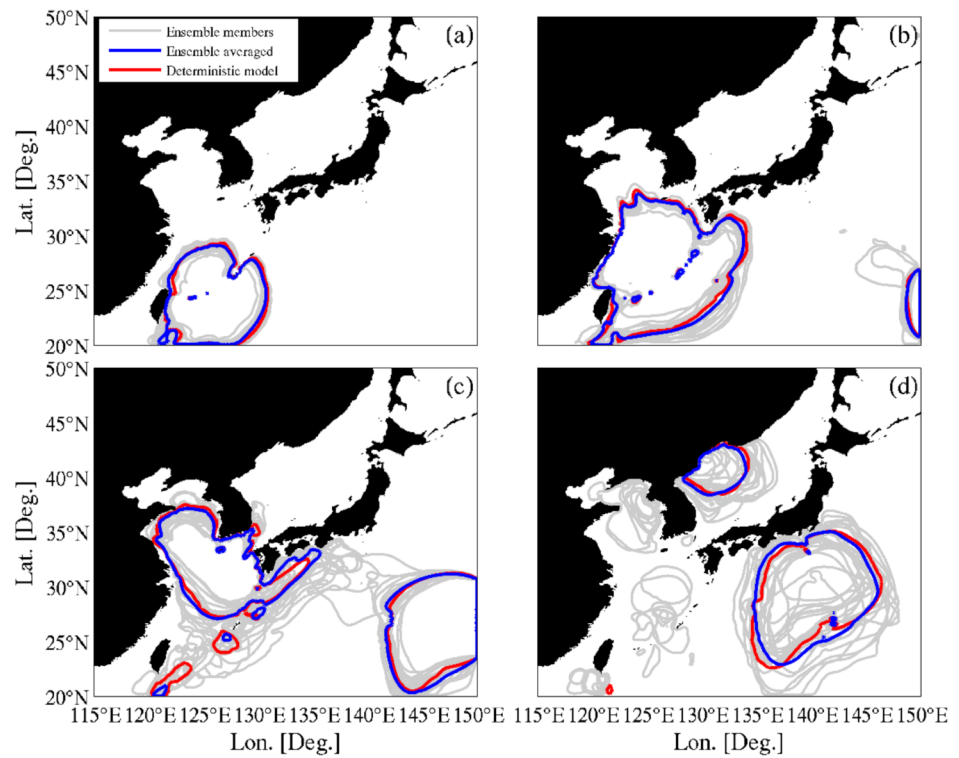 50°N
45°N
40°N
35°N
30°N
25°N
20°N
Lat. [Deg.]
Ensemble members
Ensemble averaged
Deterministic model
(a)
(b)
50°N
45°N
40°N
35°N
30°N
25°N
20°N
Lat. [Deg.]
(c)
(d)
115°E 120°E 125°E 130°E 135°E 140°E 145°E 150°E
Lon. [Deg.]
115°E 120°E 125°E 130°E 135°E 140°E 145°E 150°E
Lon. [Deg.]